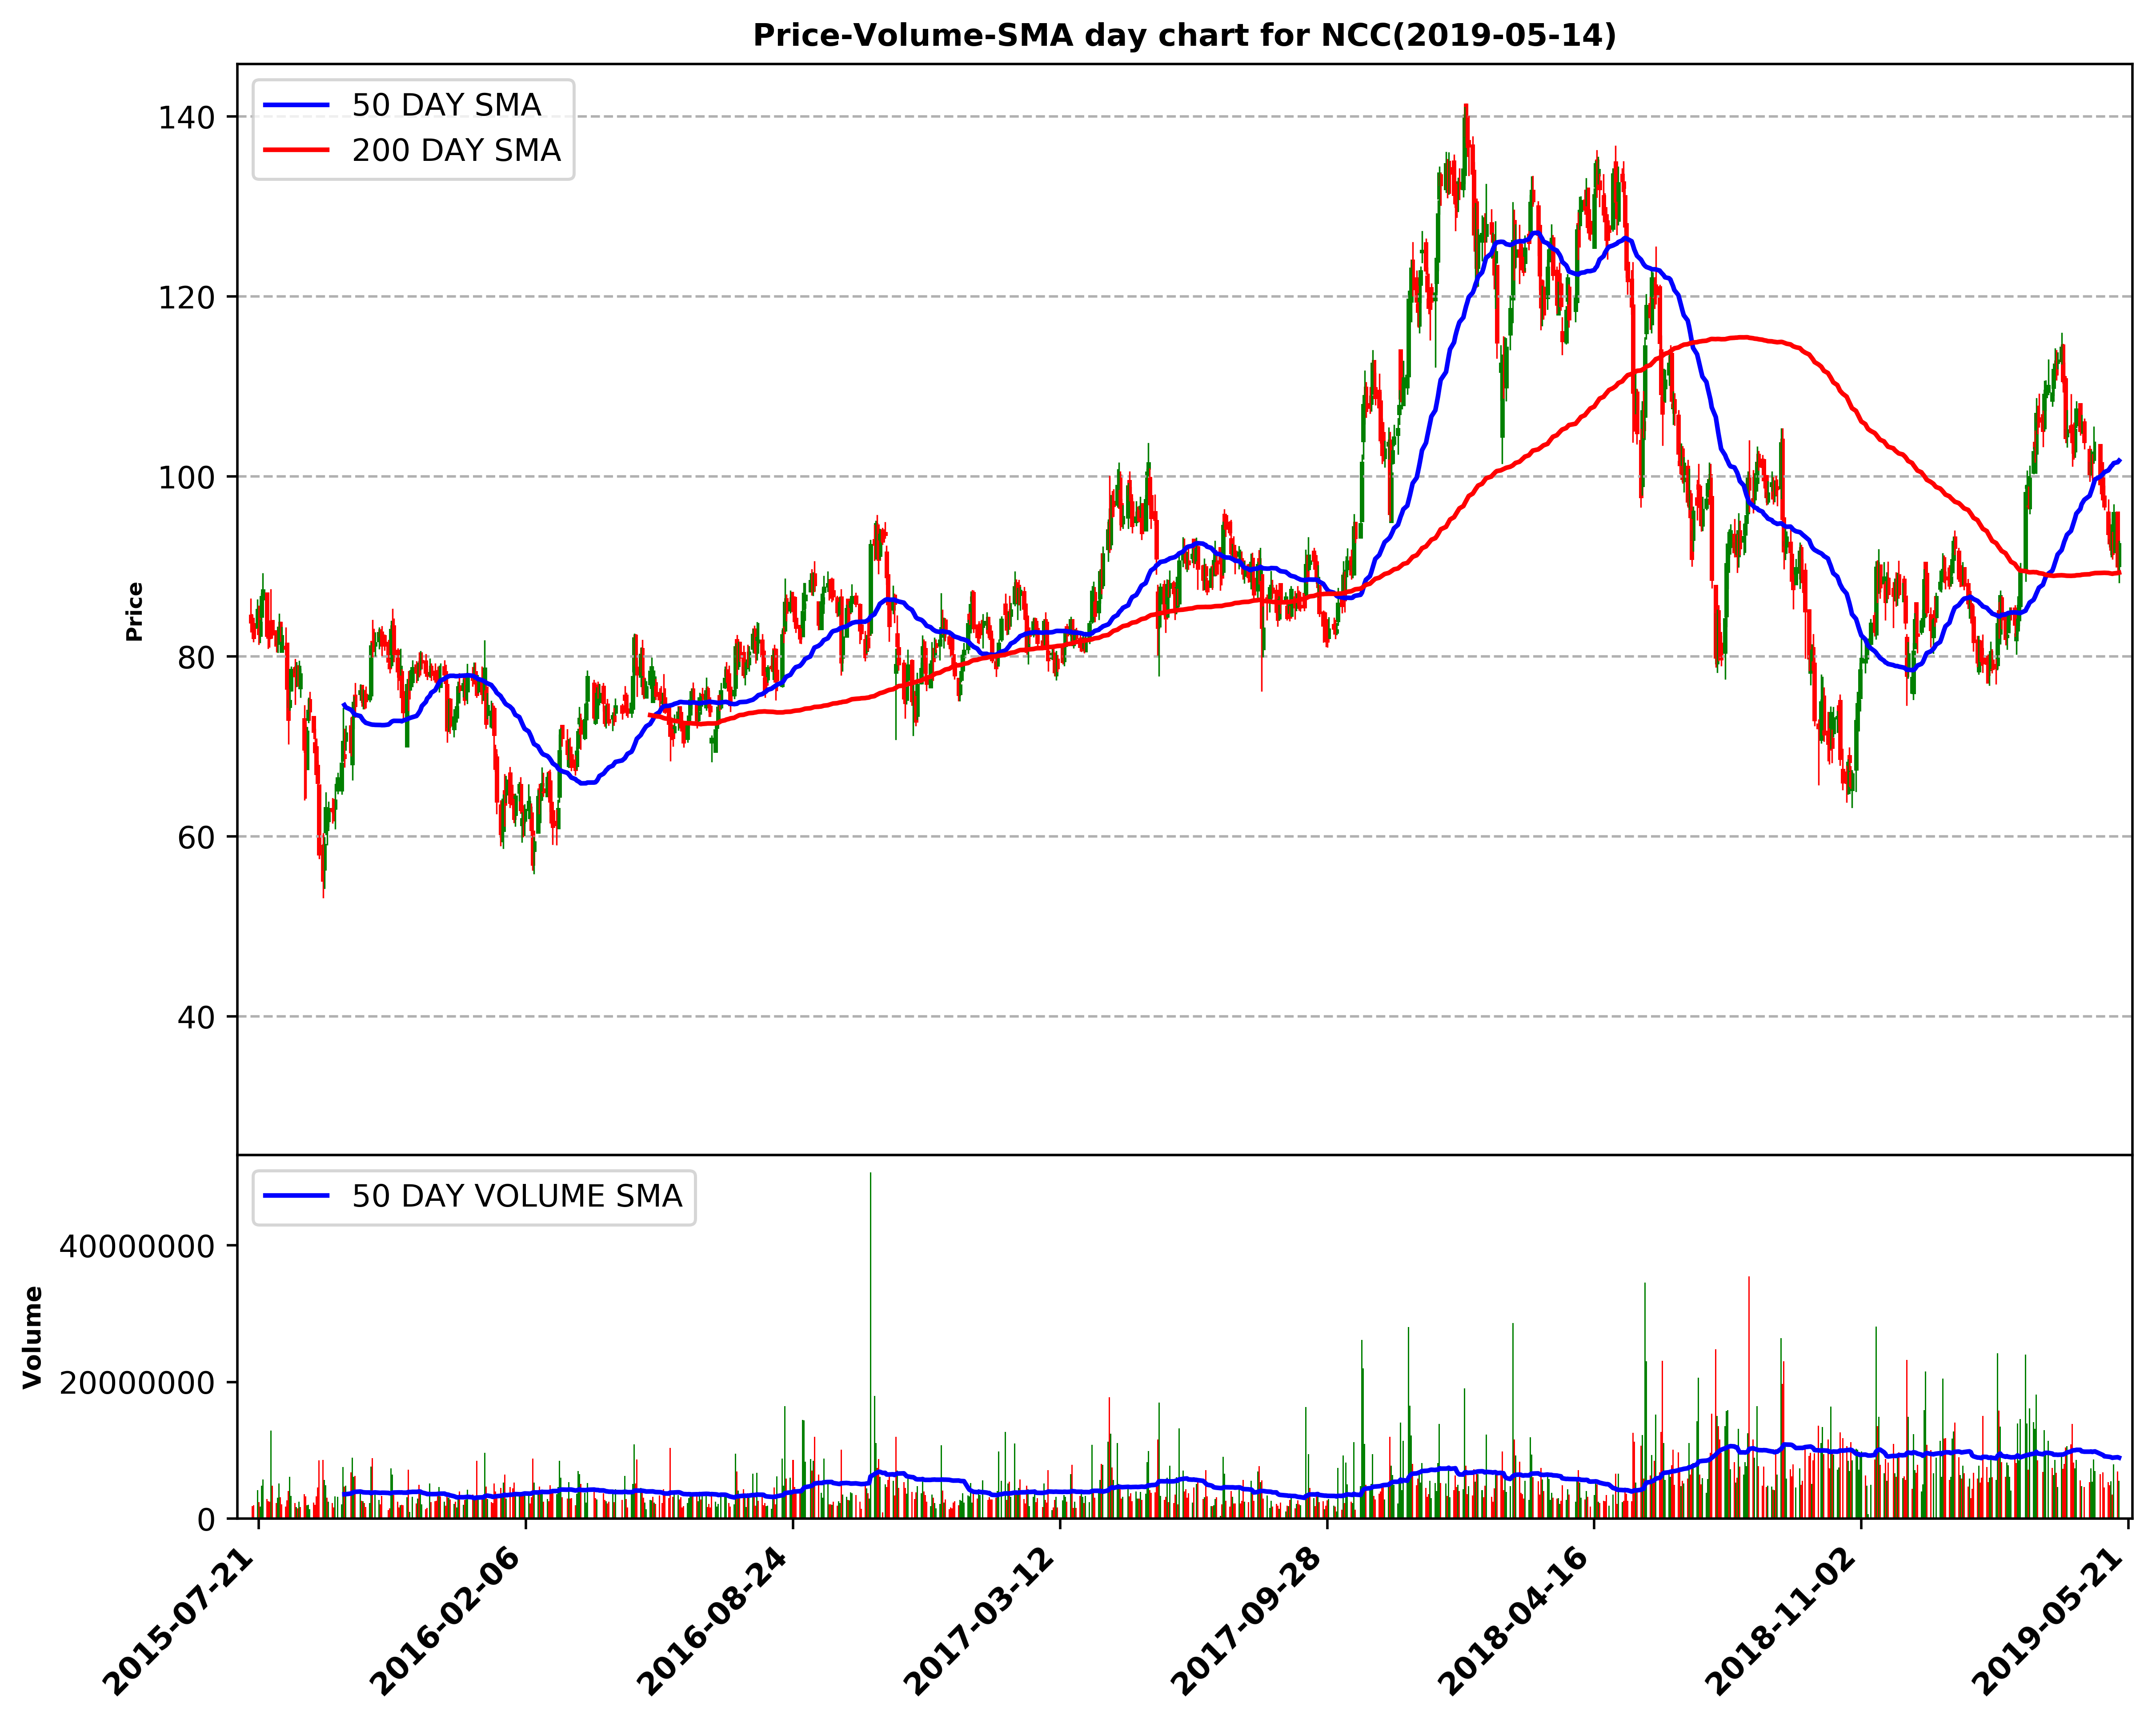 Price-Volume-SMA day chart for NCC(2019-05-14)
50 DAY SMA
200 DAY SMA
140
120
100
80
60
40
Price
50 DAY VOLUME SMA
40000000
20000000
0
Volume
2015-07-21
2016-02-06
2016-08-24
2017-03-12
2017-09-28
2018-04-16
2018-11-02
2019-05-21